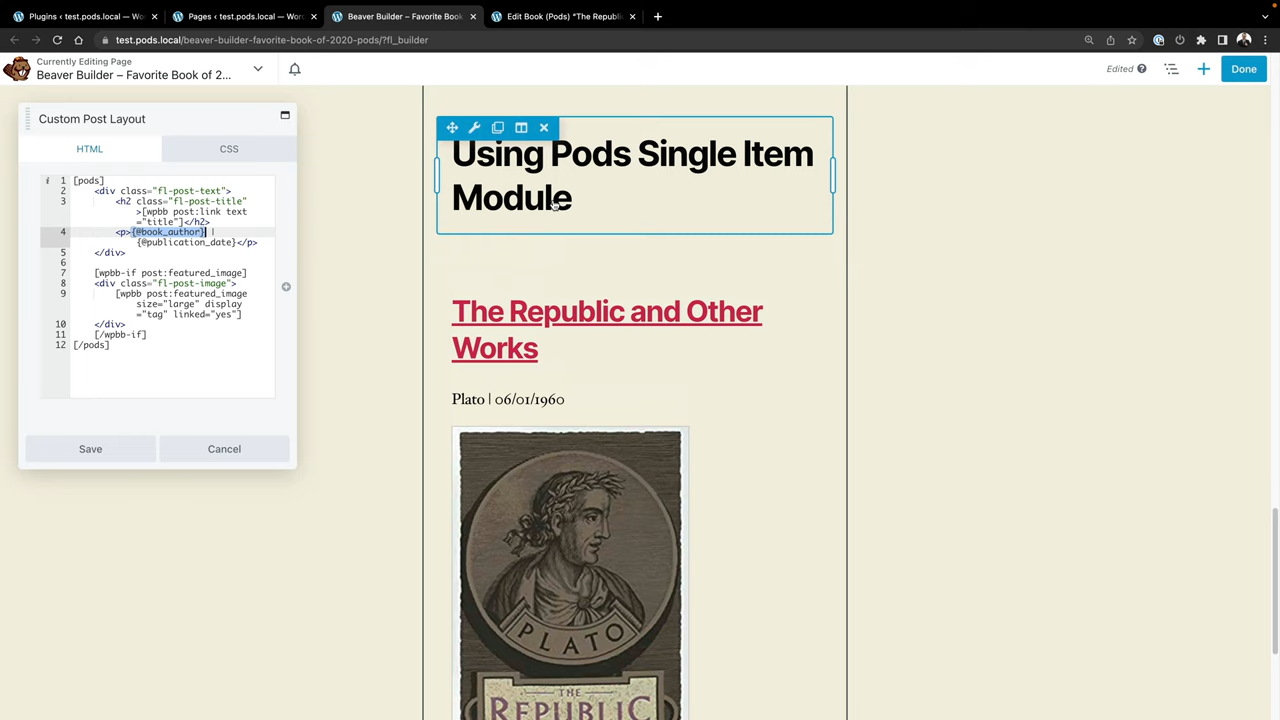 Plugins ‹ test.pods.local — Wor
Pages ‹ test.pods.local — Word
Beaver Builder – Favorite Book
Edit Book (Pods) "The Republic
test.pods.local/beaver-builder-favorite-book-of-2020-pods/?fl_builder
Currently Editing Page
Beaver Builder – Favorite Book of 2...
Edited
Done
Custom Post Layout
HTML
CSS
1 [pods]
2 <div class="fl-post-text">
3 <h2 class="fl-post-title"
>[wpbb post:link text
="title"]</h2>
4 <p>{@book_author} |
{@publication_date}</p>
5 </div>
6
7 [wpbb-if post:featured_image]
8 <div class="fl-post-image">
9 [wpbb post:featured_image
size="large" display
="tag" linked="yes"]
10 </div>
11 [/wpbb-if]
12 [/pods]
Save
Cancel
Using Pods Single Item
Module
The Republic and Other
Works
Plato | 06/01/1960
PLATO
THE
REPUBLIC